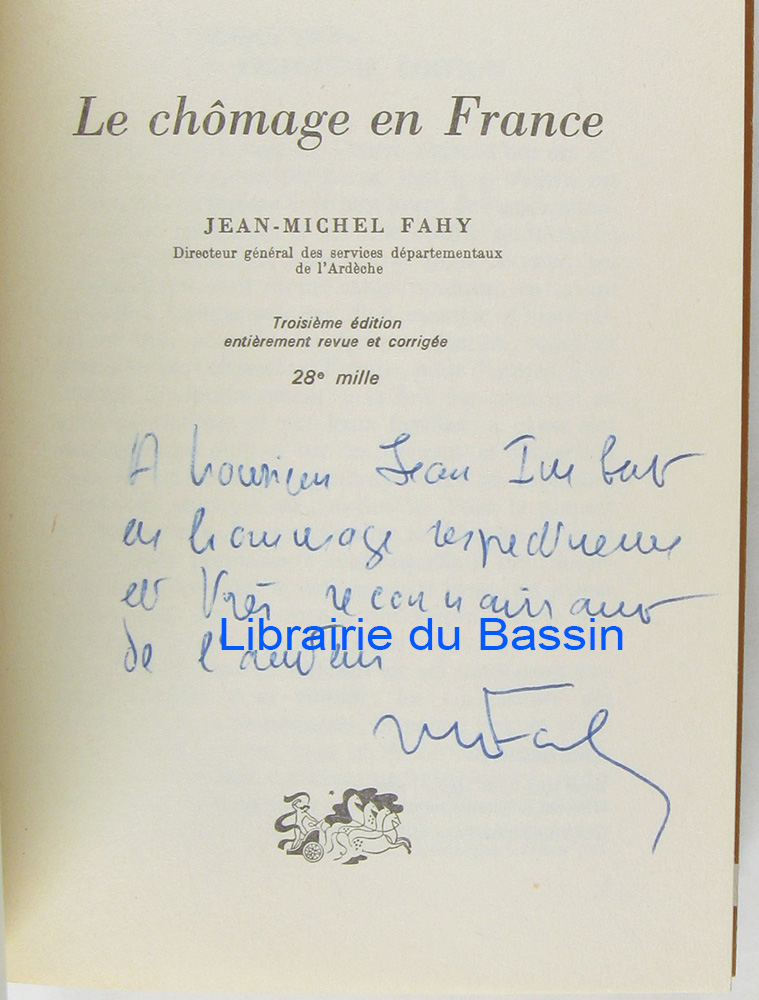 Le chômage en France
JEAN-MICHEL FAHY
Directeur général des services départementaux
de l'Ardèche
Troisième édition
entièrement revue et corrigée
28e mille
A Monsieur Jean Imbert
en hommage respectueux
et très reconnaissant
de l'auteur
Librairie du Bassin